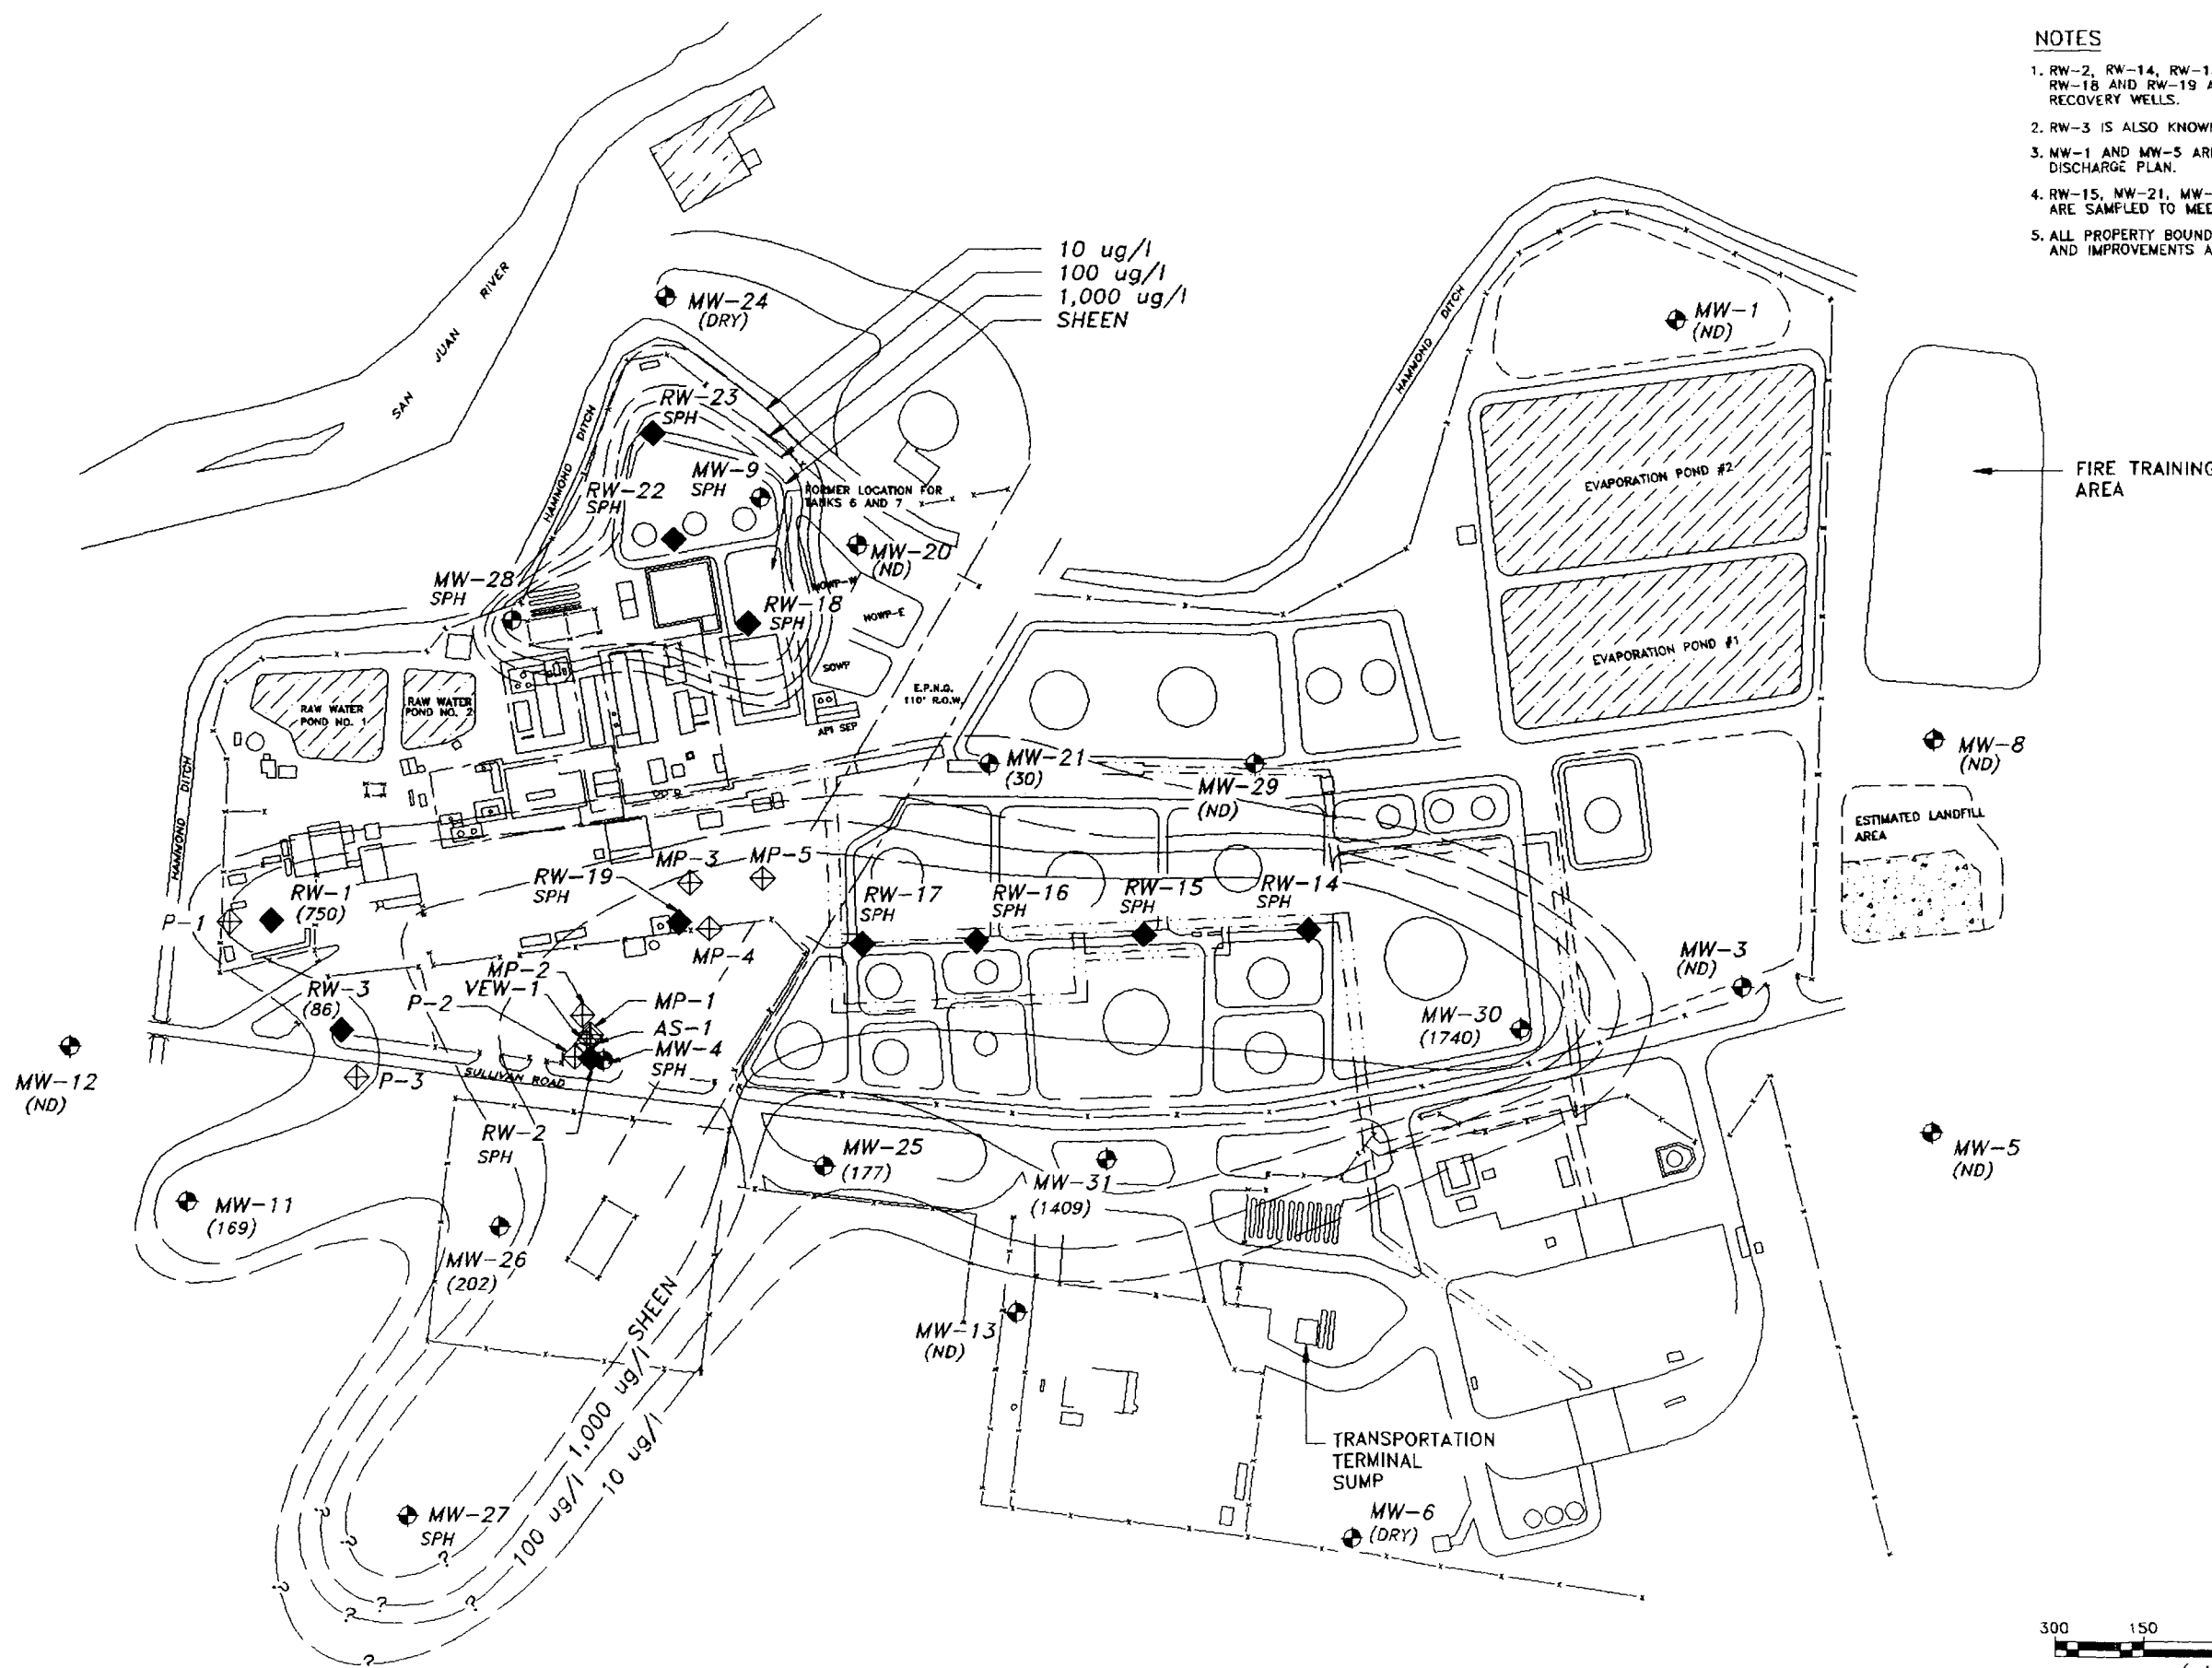 NOTES
1. RW-2, RW-14, RW-1
RW-18 AND RW-19 A
RECOVERY WELLS.
2. RW-3 IS ALSO KNOW
3. MW-1 AND MW-5 AR
DISCHARGE PLAN.
4. RW-15, MW-21, MW-
ARE SAMPLED TO MEE
5. ALL PROPERTY BOUND
AND IMPROVEMENTS A
SAN JUAN RIVER
10 ug/l
100 ug/l
1,000 ug/l
SHEEN
MW-24
(DRY)
HAMMOND DITCH
MW-1
(ND)
RW-23
SPH
HAMMOND DITCH
MW-9
SPH
RW-22
SPH
FORMER LOCATION FOR
TANKS 6 AND 7
EVAPORATION POND #2
FIRE TRAINING
AREA
MW-20
(ND)
MW-28
SPH
RW-18
SPH
NOWP-W
NOWP-E
SOWP
EVAPORATION POND #1
E.P.N.G.
110' R.O.W.
RAW WATER
POND NO. 1
RAW WATER
POND NO. 2
API SEP
MW-8
(ND)
MW-21
(30)
MW-29
(ND)
HAMMOND DITCH
ESTIMATED LANDFILL
AREA
MP-3
MP-5
RW-19
SPH
RW-1
(750)
P-1
RW-17
SPH
RW-16
SPH
RW-15
SPH
RW-14
SPH
MP-4
MW-3
(ND)
MP-2
VEW-1
P-2
RW-3
(86)
MP-1
AS-1
MW-4
SPH
MW-30
(1740)
MW-12
(ND)
P-3
SULLIVAN ROAD
RW-2
SPH
MW-25
(177)
MW-31
(1409)
MW-5
(ND)
MW-11
(169)
MW-26
(202)
SHEEN
1,000 ug/l
100 ug/l
10 ug/l
MW-13
(ND)
TRANSPORTATION
TERMINAL
SUMP
MW-27
SPH
MW-6
(DRY)
?
?
?
?
?
?
?
?
300 150